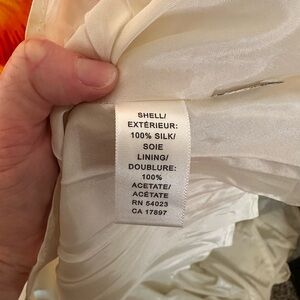 SHELL/
EXTÉRIEUR:
100% SILK/
SOIE
LINING/
DOUBLURE:
100%
ACETATE/
ACÉTATE
RN 54023
CA 17897